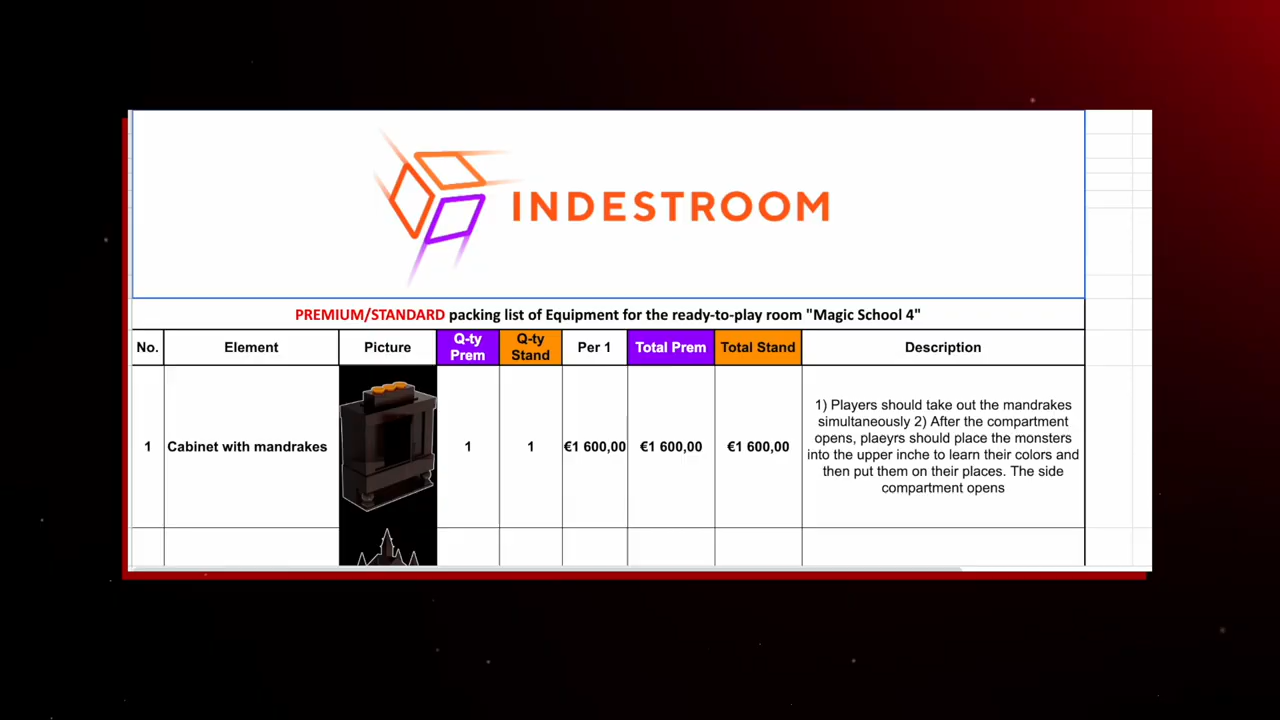 INDESTROOM
PREMIUM/STANDARD packing list of Equipment for the ready-to-play room "Magic School 4"
No. Element Picture Q-ty Prem Q-ty Stand Per 1 Total Prem Total Stand Description
1 Cabinet with mandrakes 1 1 €1 600,00 €1 600,00 €1 600,00
1) Players should take out the mandrakes
simultaneously 2) After the compartment
opens, plaeyrs should place the monsters
into the upper inche to learn their colors and
then put them on their places. The side
compartment opens